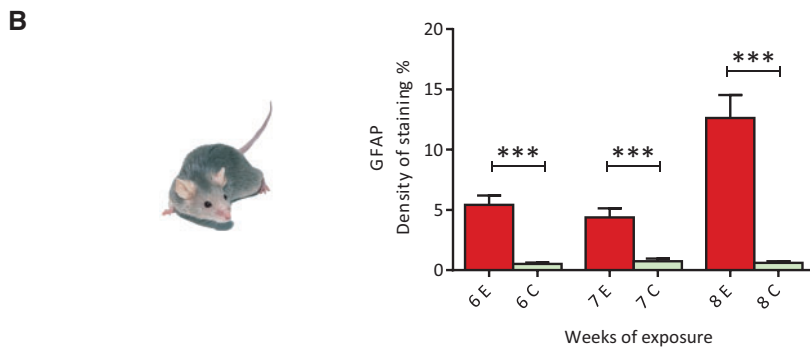 B
GFAP
Density of staining %
20
15
10
5
0
***
***
***
6 E
6 C
7 E
7 C
8 E
8 C
Weeks of exposure